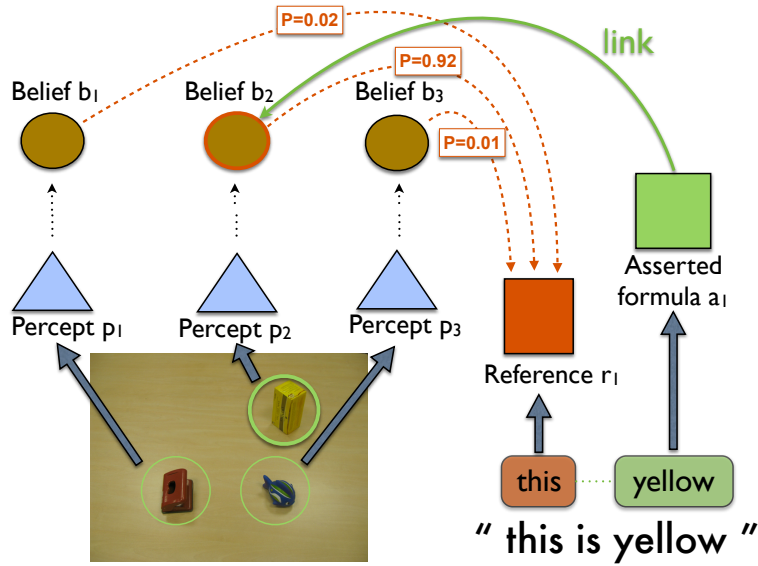 P=0.02
link
P=0.92
Belief b₁
Belief b₂
Belief b₃
P=0.01
Asserted
formula a₁
Percept p₁
Percept p₂
Percept p₃
Reference r₁
this
yellow
“ this is yellow ”